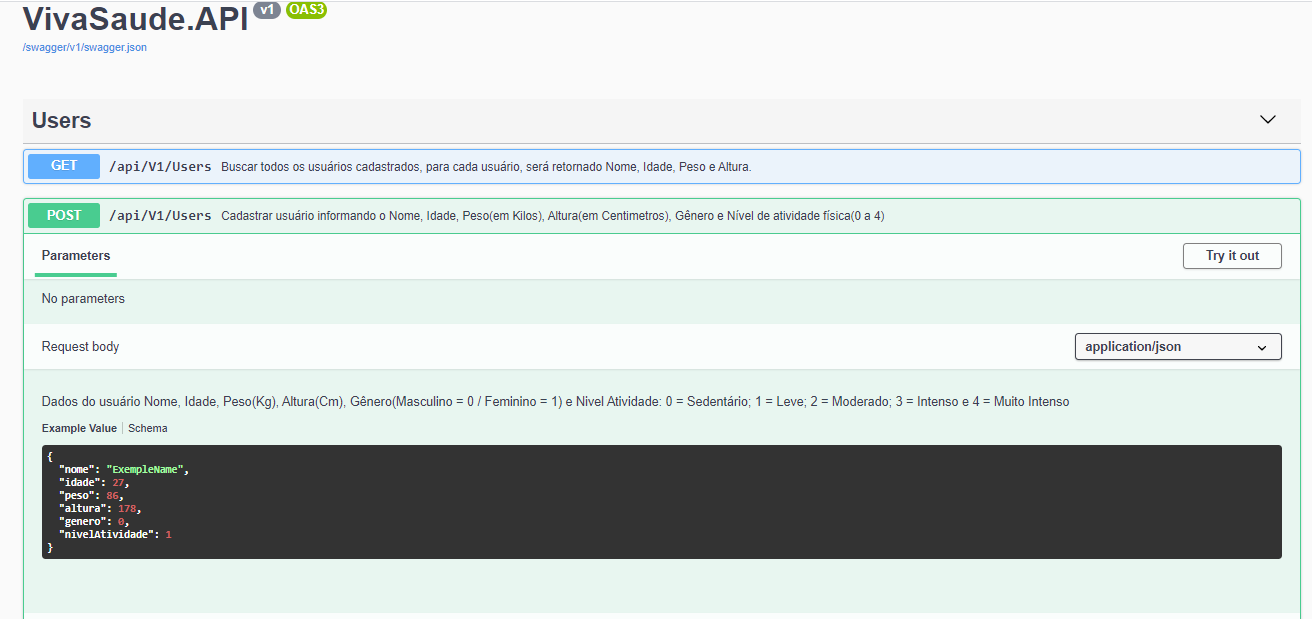 VivaSaude.API v1 OAS3
/swagger/v1/swagger.json
Users
GET /api/V1/Users Buscar todos os usuários cadastrados, para cada usuário, será retornado Nome, Idade, Peso e Altura.
POST /api/V1/Users Cadastrar usuário informando o Nome, Idade, Peso(em Kilos), Altura(em Centimetros), Gênero e Nível de atividade física(0 a 4)
Parameters Try it out
No parameters
Request body application/json
Dados do usuário Nome, Idade, Peso(Kg), Altura(Cm), Gênero(Masculino = 0 / Feminino = 1) e Nivel Atividade: 0 = Sedentário; 1 = Leve; 2 = Moderado; 3 = Intenso e 4 = Muito Intenso
Example Value Schema
{
"nome": "ExempleName",
"idade": 27,
"peso": 86,
"altura": 178,
"genero": 0,
"nivelAtividade": 1
}